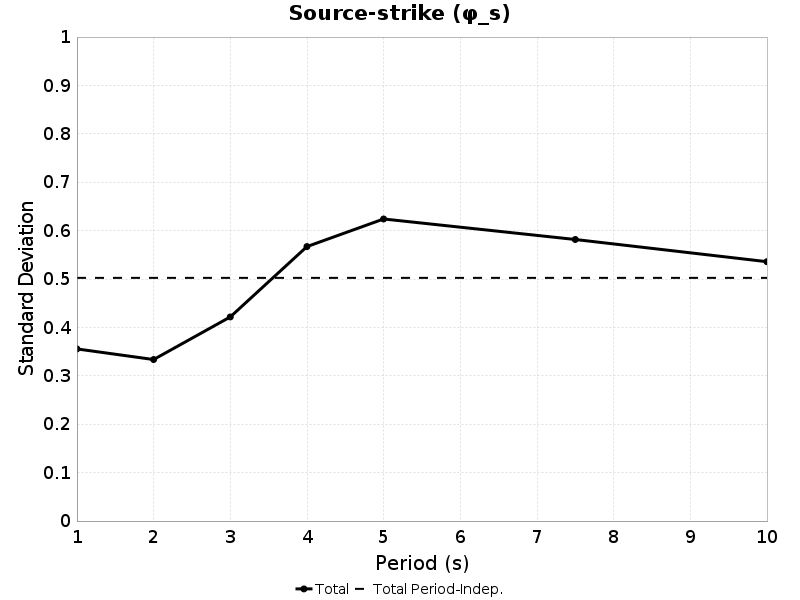 Source-strike (φ_s)
1
0.9
0.8
0.7
0.6
0.5
0.4
0.3
0.2
0.1
0
Standard Deviation
1 2 3 4 5 6 7 8 9 10
Period (s)
Total Total Period-Indep.